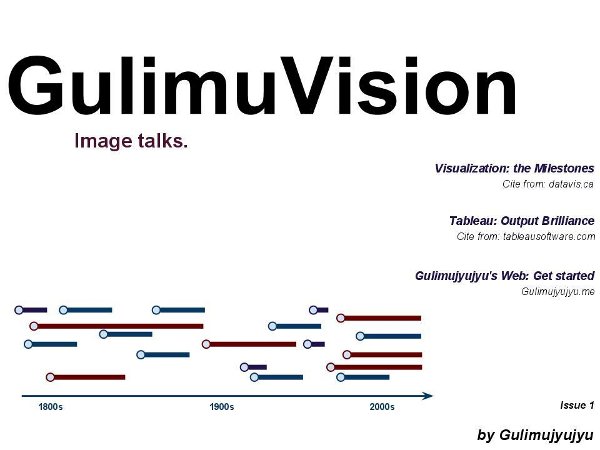 GulimuVision
Image talks.
Visualization: the Milestones
Cite from: datavis.ca
Tableau: Output Brilliance
Cite from: tableausoftware.com
Gulimujyujyu's Web: Get started
Gulimujyujyu.me
1800s 1900s 2000s
Issue 1
by Gulimujyujyu